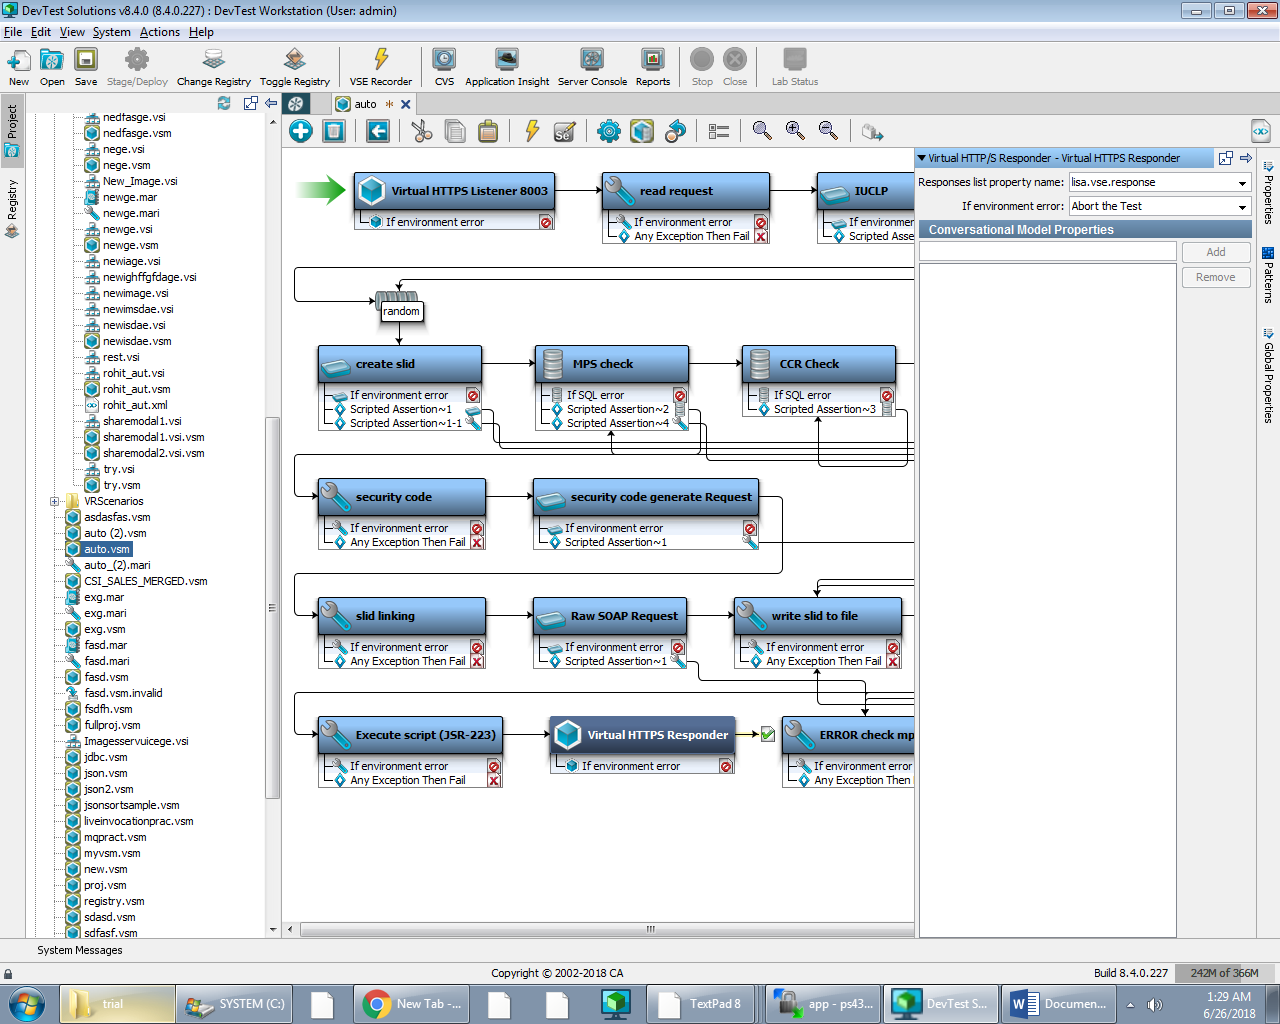 DevTest Solutions v8.4.0 (8.4.0.227) : DevTest Workstation (User: admin)
File Edit View System Actions Help
New Open Save Stage/Deploy Change Registry Toggle Registry VSE Recorder CVS Application Insight Server Console Reports Stop Close Lab Status
Project
Registry
nedfasge.vsi
nedfasge.vsm
nege.vsi
nege.vsm
New_Image.vsi
newge.mar
newge.mari
newge.vsi
newge.vsm
newiage.vsi
newighffgfdage.vsi
newimage.vsi
newimsdae.vsi
newisdae.vsi
newisdae.vsm
rest.vsi
rohit_aut.vsi
rohit_aut.vsm
rohit_aut.xml
sharemodal1.vsi
sharemodal1.vsi.vsm
sharemodal2.vsi.vsm
try.vsi
try.vsm
VRScenarios
asdasfas.vsm
auto (2).vsm
auto.vsm
auto_(2).mari
CSI_SALES_MERGED.vsm
exg.mar
exg.mari
exg.vsm
fasd.mar
fasd.mari
fasd.vsm
fasd.vsm.invalid
fsdfh.vsm
fullproj.vsm
Imagesservuicege.vsi
jdbc.vsm
json.vsm
json2.vsm
jsonsortsample.vsm
liveinvocationprac.vsm
mqpract.vsm
myvsm.vsm
new.vsm
proj.vsm
registry.vsm
sdasd.vsm
sdfasf.vsm
auto
Se
Virtual HTTPS Listener 8003
If environment error
read request
If environment error
Any Exception Then Fail
IUCLP
If environme
Scripted Asse
random
create slid
If environment error
Scripted Assertion~1
Scripted Assertion~1-1
MPS check
If SQL error
Scripted Assertion~2
Scripted Assertion~4
CCR Check
If SQL error
Scripted Assertion~3
security code
If environment error
Any Exception Then Fail
security code generate Request
If environment error
Scripted Assertion~1
slid linking
If environment error
Any Exception Then Fail
Raw SOAP Request
If environment error
Scripted Assertion~1
write slid to file
If environment error
Any Exception Then Fail
Execute script (JSR-223)
If environment error
Any Exception Then Fail
Virtual HTTPS Responder
If environment error
ERROR check mp
If environment error
Any Exception Then
Virtual HTTP/S Responder - Virtual HTTPS Responder
Responses list property name: lisa.vse.response
If environment error: Abort the Test
Conversational Model Properties
Add
Remove
Properties
Patterns
Global Properties
System Messages
Copyright © 2002-2018 CA
Build 8.4.0.227
242M of 366M
trial
SYSTEM (C:)
New Tab -...
TextPad 8
app - ps43...
DevTest S...
Documen...
1:29 AM
6/26/2018